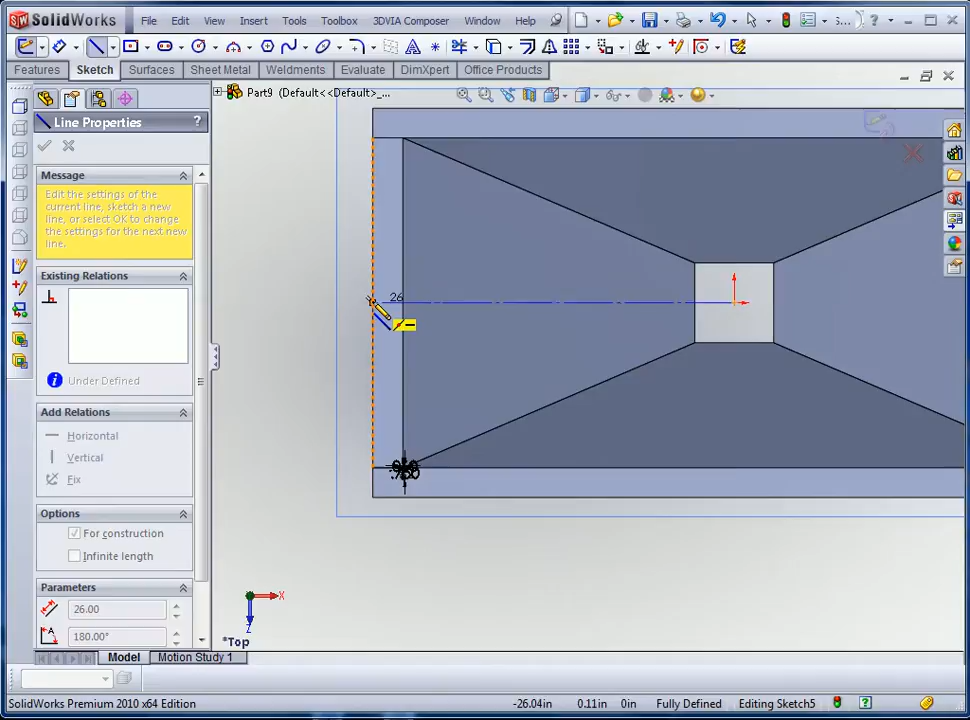 SolidWorks
File Edit View Insert Tools Toolbox 3DVIA Composer Window Help
S...
?
Features Sketch Surfaces Sheet Metal Weldments Evaluate DimXpert Office Products
Part9 (Default<<Default>_...
Line Properties ?
Message
Edit the settings of the
current line, sketch a new
line, or select OK to change
the settings for the next new
line.
Existing Relations
Under Defined
Add Relations
Horizontal
Vertical
Fix
Options
For construction
Infinite length
Parameters
26.00
180.00°
26
X
Z
*Top
Model Motion Study 1
SolidWorks Premium 2010 x64 Edition -26.04in 0.11in 0in Fully Defined Editing Sketch5 ?